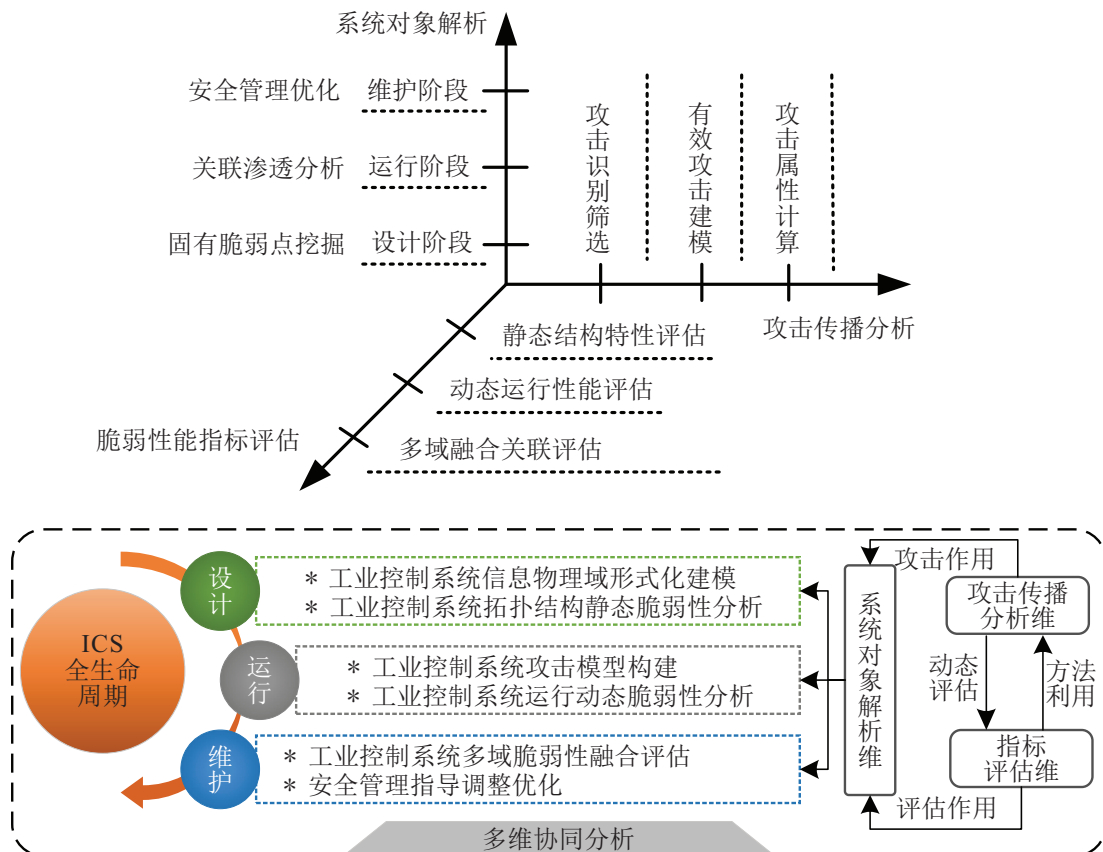 系统对象解析
安全管理优化 维护阶段
关联渗透分析 运行阶段
固有脆弱点挖掘 设计阶段
攻击识别筛选
有效攻击建模
攻击属性计算
攻击传播分析
静态结构特性评估
动态运行性能评估
多域融合关联评估
脆弱性能指标评估
ICS
全生命
周期
设计
* 工业控制系统信息物理域形式化建模
* 工业控制系统拓扑结构静态脆弱性分析
运行
* 工业控制系统攻击模型构建
* 工业控制系统运行动态脆弱性分析
维护
* 工业控制系统多域脆弱性融合评估
* 安全管理指导调整优化
系统对象解析维
攻击作用
攻击传播
分析维
动态
评估
方法
利用
指标
评估维
评估作用
多维协同分析